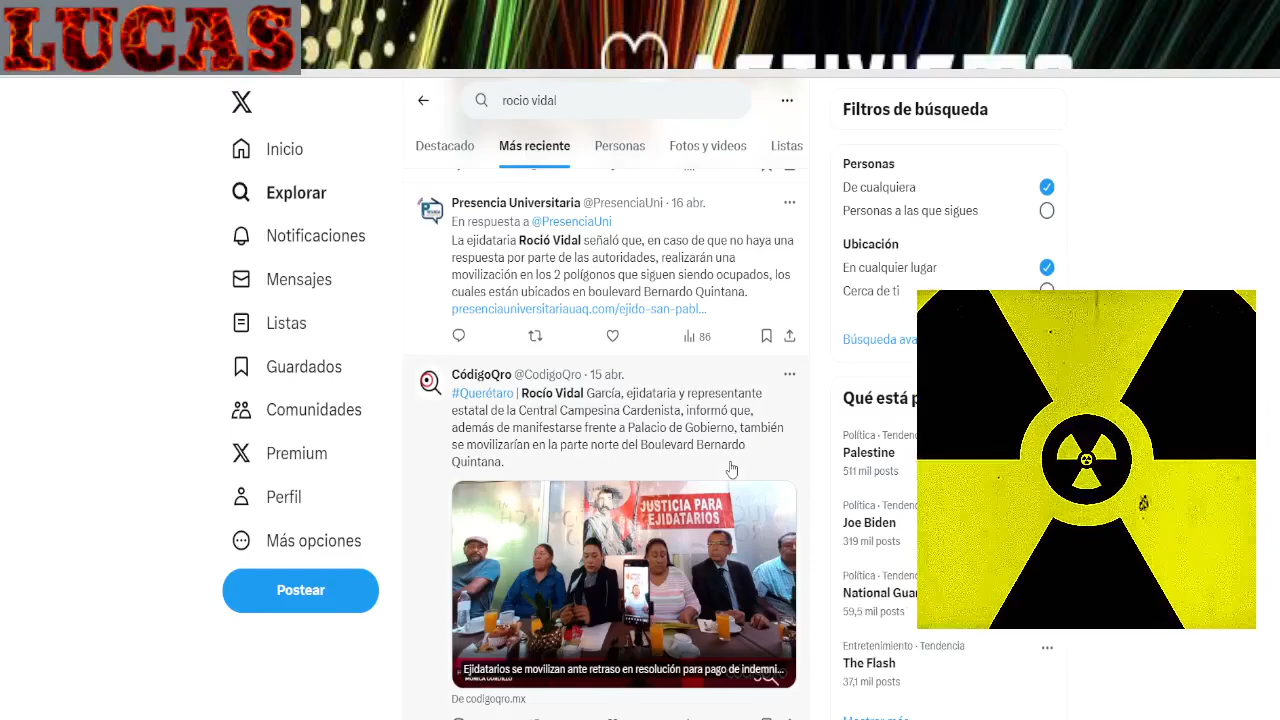 LUCAS
ACTIVISMO
X
rocio vidal
Inicio
Explorar
Notificaciones
Mensajes
Listas
Guardados
Comunidades
Premium
Perfil
Más opciones
Postear
Destacado
Más reciente
Personas
Fotos y videos
Listas
Presencia Universitaria @PresenciaUni · 16 abr.
En respuesta a @PresenciaUni
La ejidataria Roció Vidal señaló que, en caso de que no haya una
respuesta por parte de las autoridades, realizarán una
movilización en los 2 polígonos que siguen siendo ocupados, los
cuales están ubicados en boulevard Bernardo Quintana.
presenciauniversitariauaq.com/ejido-san-pabl...
86
CódigoQro @CodigoQro · 15 abr.
#Querétaro | Rocío Vidal García, ejidataria y representante
estatal de la Central Campesina Cardenista, informó que,
además de manifestarse frente a Palacio de Gobierno, también
se movilizarían en la parte norte del Boulevard Bernardo
Quintana.
JUSTICIA PARA
EJIDATARIOS
Ejidatarios se movilizan ante retraso en resolución para pago de indemni...
De codigoqro.mx
Filtros de búsqueda
Personas
De cualquiera
Personas a las que sigues
Ubicación
En cualquier lugar
Cerca de ti
Búsqueda
Qué está
Política · Tendenc
Palestine
511 mil posts
Política · Tendenc
Joe Biden
319 mil posts
Política · Tendenc
National Gua
59,5 mil posts
Entretenimiento · Tendencia
The Flash
37,1 mil posts